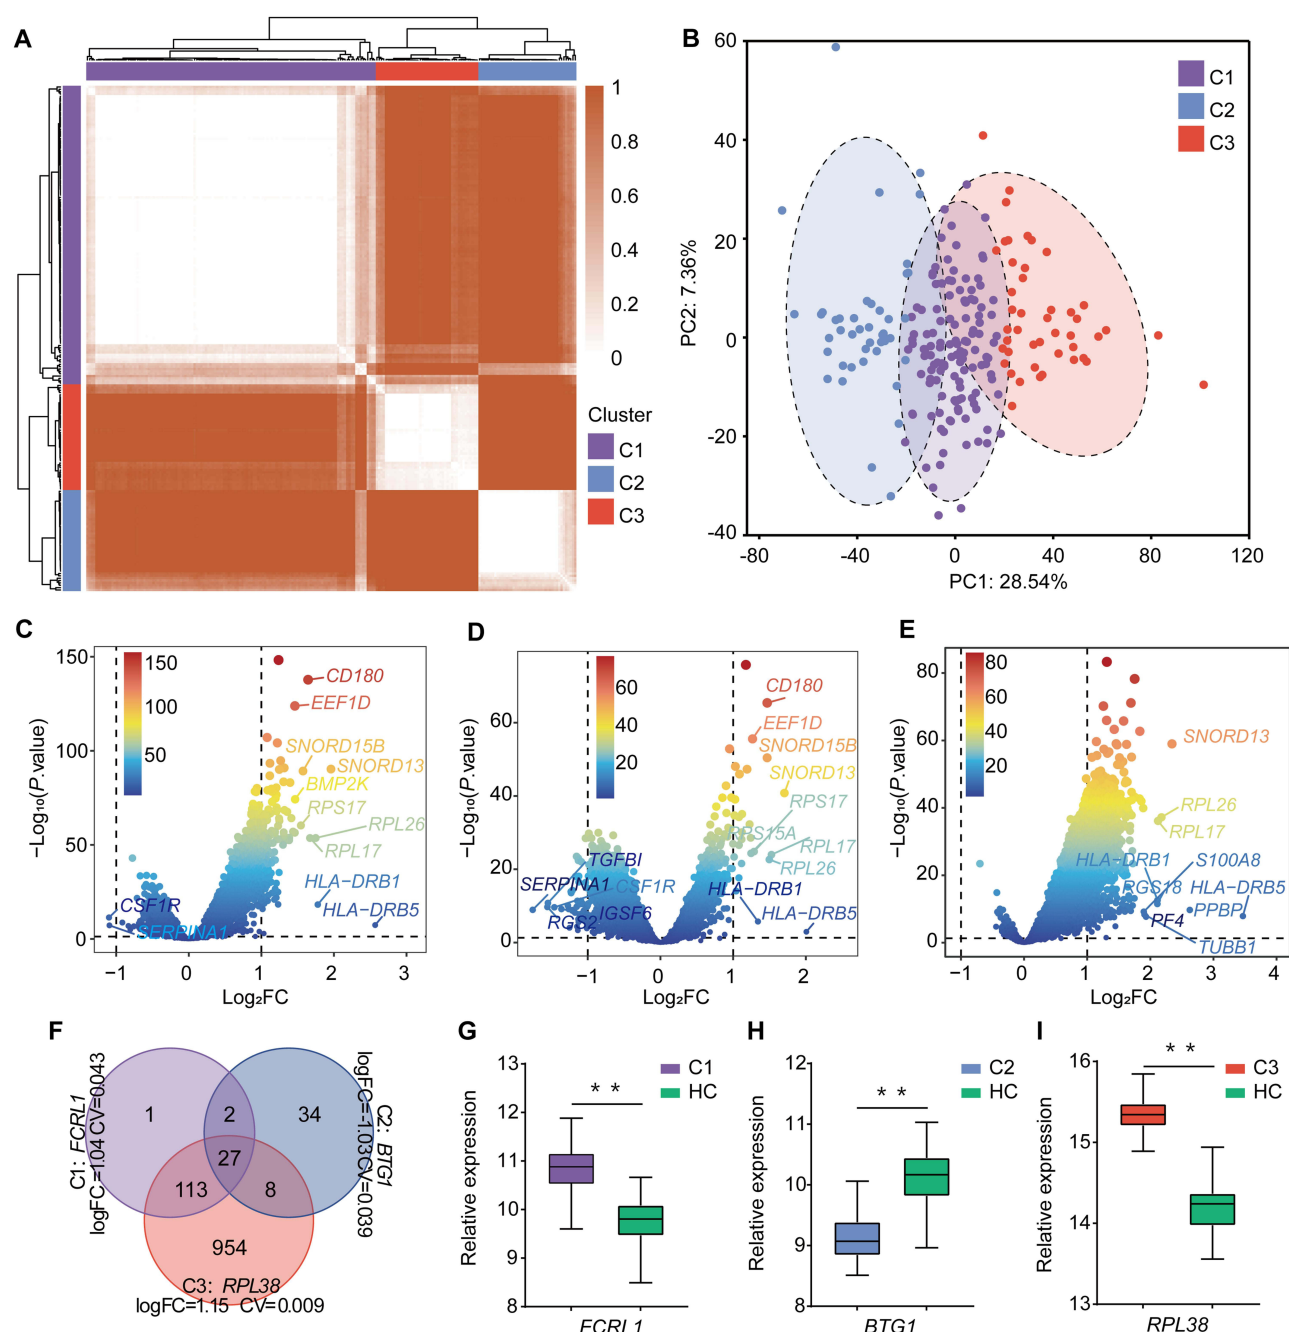 A
1
0.8
0.6
0.4
0.2
0
Cluster
C1
C2
C3
B
60
40
20
0
-20
-40
-80
-40
0
40
80
120
PC2: 7.36%
PC1: 28.54%
C1
C2
C3
C
150
100
50
0
150
100
50
CD180
EEF1D
SNORD15B
SNORD13
BMP2K
RPS17
RPL26
RPL17
HLA−DRB1
HLA−DRB5
CSF1R
SERPINA1
−1
0
1
2
3
−Log₁₀(P.value)
Log₂FC
D
60
40
20
0
60
40
20
CD180
EEF1D
SNORD15B
SNORD13
RPS17
RPS15A
RPL17
RPL26
TGFBI
SERPINA1
CSF1R
HLA−DRB1
RGS2
IGSF6
HLA−DRB5
−1
0
1
2
−Log₁₀(P.value)
Log₂FC
E
80
60
40
20
0
80
60
40
20
SNORD13
RPL26
RPL17
HLA−DRB1
S100A8
RGS18
HLA−DRB5
PPBP
PF4
TUBB1
−1
0
1
2
3
4
−Log₁₀(P.value)
Log₂FC
F
C1: FCRL1
logFC=1.04 CV=0.043
C2: BTG1
logFC=-1.03CV=0.039
1
2
34
27
113
8
954
C3: RPL38
logFC=1.15 CV=0.009
G
13
12
11
10
9
8
Relative expression
* *
C1
HC
FCRL1
H
12
11
10
9
8
Relative expression
* *
C2
HC
BTG1
I
16
15
14
13
Relative expression
* *
C3
HC
RPL38